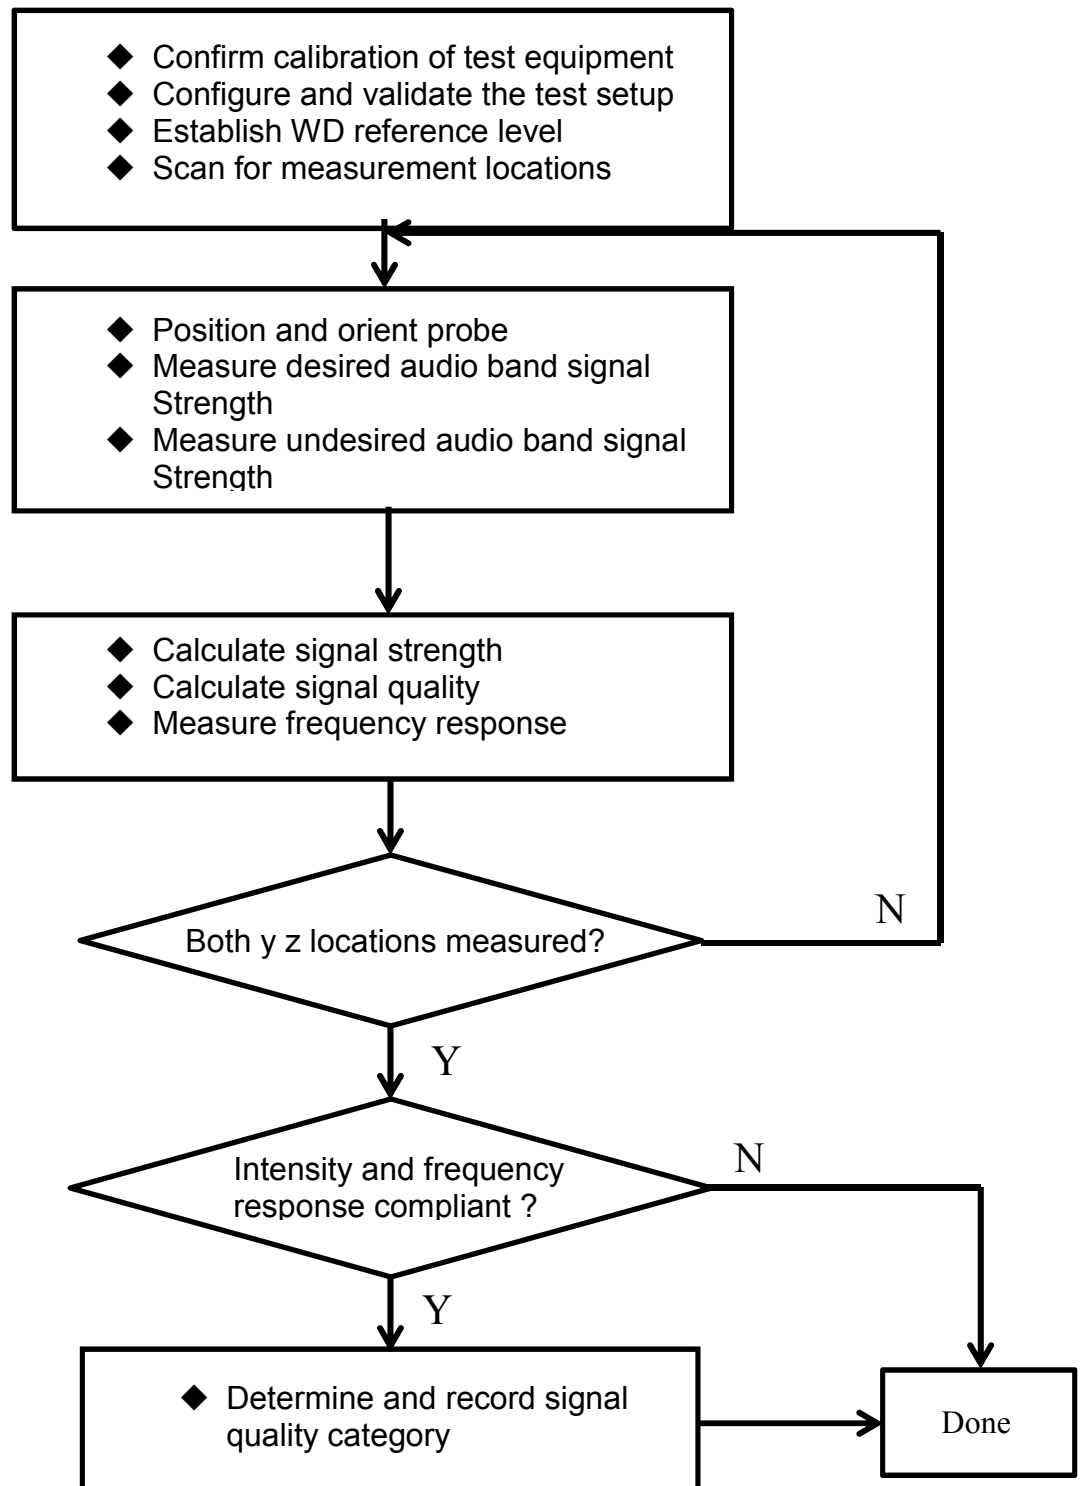 ◆ Confirm calibration of test equipment
◆ Configure and validate the test setup
◆ Establish WD reference level
◆ Scan for measurement locations
◆ Position and orient probe
◆ Measure desired audio band signal
Strength
◆ Measure undesired audio band signal
Strength
◆ Calculate signal strength
◆ Calculate signal quality
◆ Measure frequency response
Both y z locations measured?
N
Y
Intensity and frequency
response compliant ?
N
Y
◆ Determine and record signal
quality category
Done